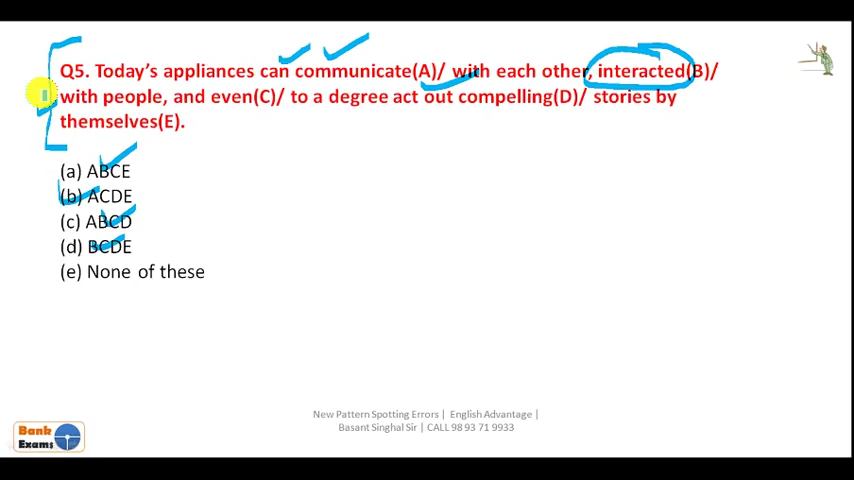 Q5. Today's appliances can communicate(A)/ with each other, interacted(B)/
with people, and even(C)/ to a degree act out compelling(D)/ stories by
themselves(E).
(a) ABCE
(b) ACDE
(c) ABCD
(d) BCDE
(e) None of these
New Pattern Spotting Errors | English Advantage |
Basant Singhal Sir | CALL 98 93 71 9933
Bank
Exams